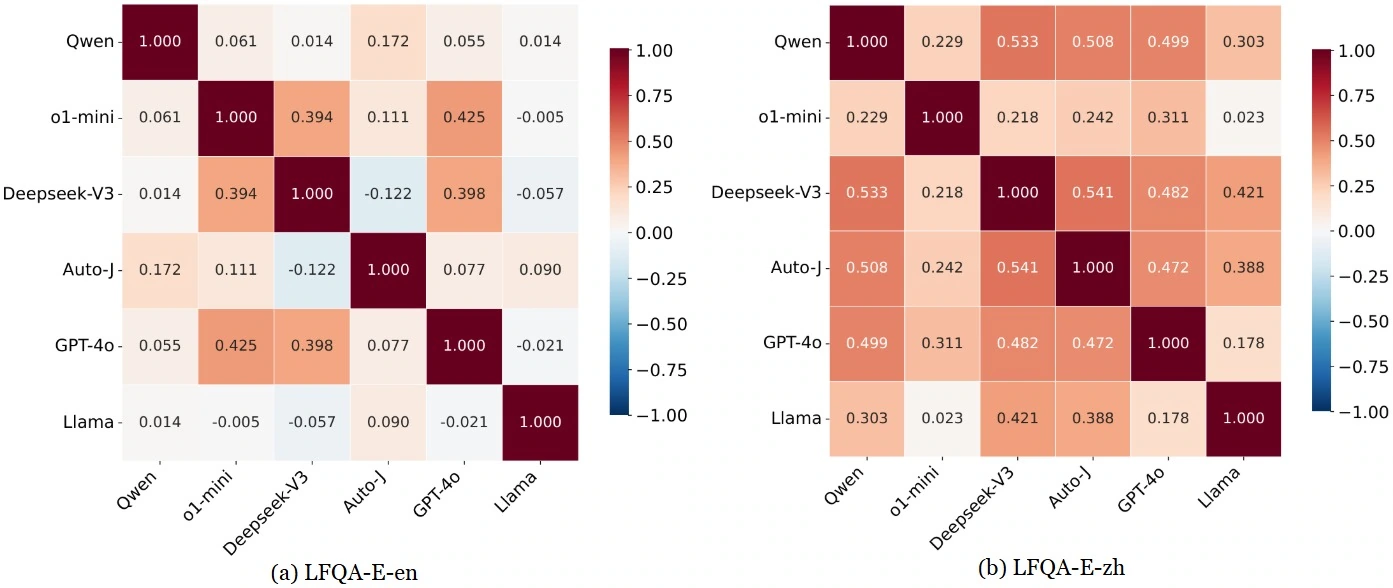 Qwen 1.000 0.061 0.014 0.172 0.055 0.014
o1-mini 0.061 1.000 0.394 0.111 0.425 -0.005
Deepseek-V3 0.014 0.394 1.000 -0.122 0.398 -0.057
Auto-J 0.172 0.111 -0.122 1.000 0.077 0.090
GPT-4o 0.055 0.425 0.398 0.077 1.000 -0.021
Llama 0.014 -0.005 -0.057 0.090 -0.021 1.000
Qwen o1-mini Deepseek-V3 Auto-J GPT-4o Llama
1.00
0.75
0.50
0.25
0.00
−0.25
−0.50
−0.75
−1.00
(a) LFQA-E-en
Qwen 1.000 0.229 0.533 0.508 0.499 0.303
o1-mini 0.229 1.000 0.218 0.242 0.311 0.023
Deepseek-V3 0.533 0.218 1.000 0.541 0.482 0.421
Auto-J 0.508 0.242 0.541 1.000 0.472 0.388
GPT-4o 0.499 0.311 0.482 0.472 1.000 0.178
Llama 0.303 0.023 0.421 0.388 0.178 1.000
Qwen o1-mini Deepseek-V3 Auto-J GPT-4o Llama
1.00
0.75
0.50
0.25
0.00
−0.25
−0.50
−0.75
−1.00
(b) LFQA-E-zh